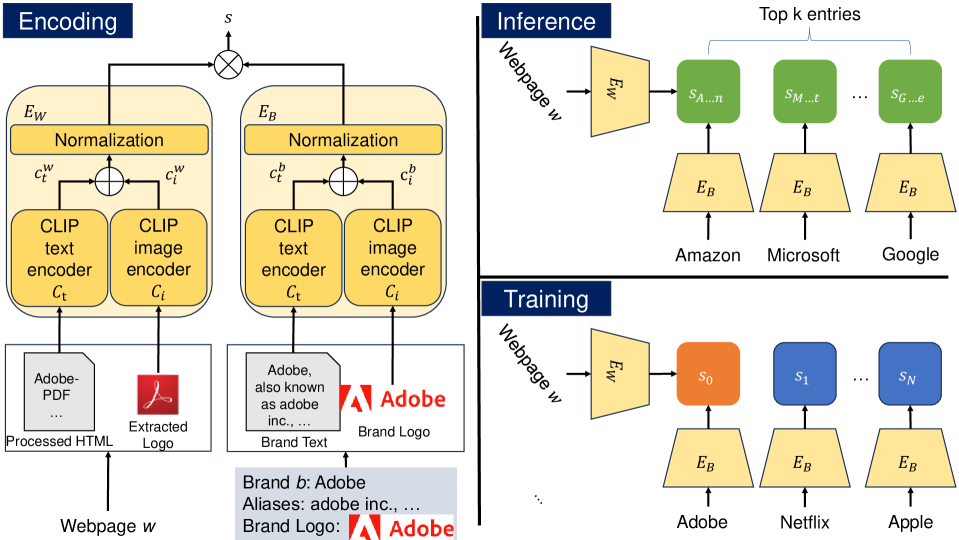 Encoding
s
E_W
Normalization
c_t^w
c_i^w
CLIP
text
encoder
C_t
CLIP
image
encoder
C_i
Adobe-
PDF
...
Processed HTML
Extracted
Logo
Webpage w
E_B
Normalization
c_t^b
c_i^b
CLIP
text
encoder
C_t
CLIP
image
encoder
C_i
Adobe,
also known
as adobe
inc., ...
Brand Text
Adobe
Brand Logo
Brand b: Adobe
Aliases: adobe inc., ...
Brand Logo: Adobe
Inference
Top k entries
Webpage w
E_W
s_A...n
s_M...t
...
s_G...e
E_B
E_B
E_B
Amazon
Microsoft
Google
Training
Webpage w
E_W
s_0
s_1
...
s_N
E_B
E_B
E_B
...
Adobe
Netflix
Apple